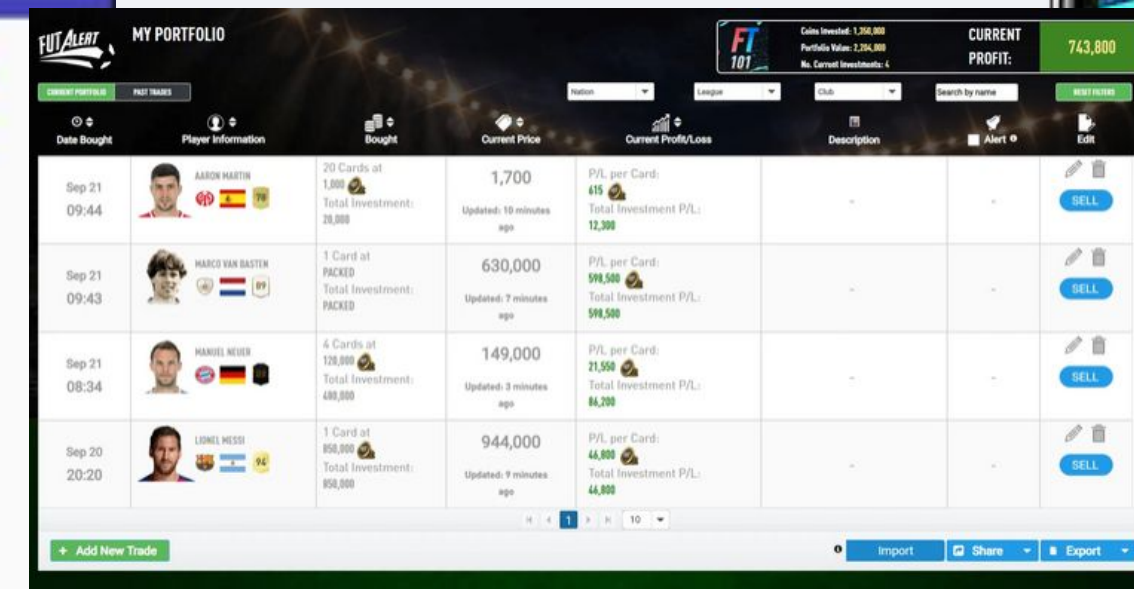 FUT ALERT
MY PORTFOLIO
FT
101
Coins Invested: 1,350,000
Portfolio Value: 2,204,800
No. Current Investments: 4
CURRENT
PROFIT:
743,800
CURRENT PORTFOLIO
PAST TRADES
Nation
League
Club
Search by name
RESET FILTERS
Date Bought
Player Information
Bought
Current Price
Current Profit/Loss
Description
Alert
Edit
Sep 21
09:44
AARON MARTIN
78
20 Cards at
1,000
Total Investment:
20,000
1,700
Updated: 10 minutes
ago
P/L per Card:
615
Total Investment P/L:
12,300
-
-
SELL
Sep 21
09:43
MARCO VAN BASTEN
89
1 Card at
PACKED
Total Investment:
PACKED
630,000
Updated: 7 minutes
ago
P/L per Card:
598,500
Total Investment P/L:
598,500
-
-
SELL
Sep 21
08:34
MANUEL NEUER
4 Cards at
120,000
Total Investment:
480,000
149,000
Updated: 3 minutes
ago
P/L per Card:
21,550
Total Investment P/L:
86,200
-
-
SELL
Sep 20
20:20
LIONEL MESSI
94
1 Card at
850,000
Total Investment:
850,000
944,000
Updated: 9 minutes
ago
P/L per Card:
46,800
Total Investment P/L:
46,800
-
-
SELL
1
10
+ Add New Trade
Import
Share
Export